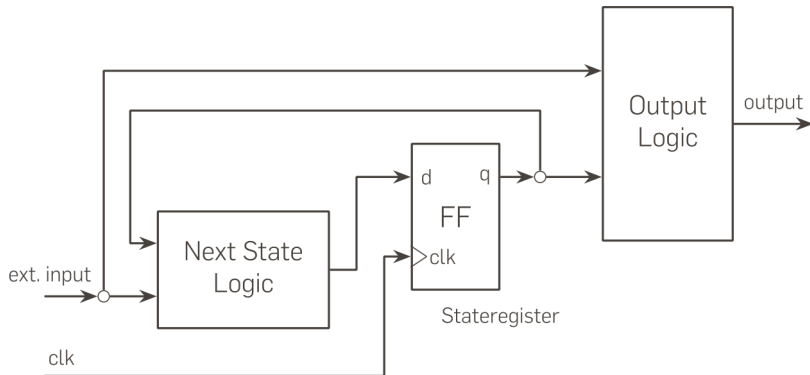 Output
Logic
output
d
q
FF
clk
Next State
Logic
ext. input
Stateregister
clk